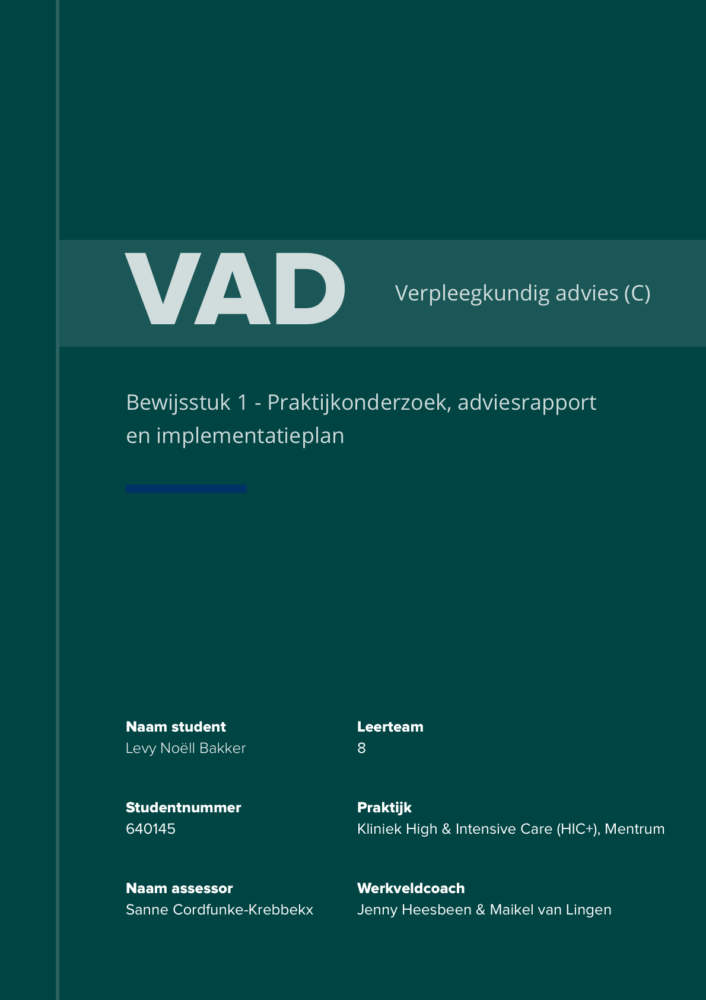 VAD
Verpleegkundig advies (C)
Bewijsstuk 1 - Praktijkonderzoek, adviesrapport
en implementatieplan
Naam student
Levy Noëll Bakker
Leerteam
8
Studentnummer
640145
Praktijk
Kliniek High & Intensive Care (HIC+), Mentrum
Naam assessor
Sanne Cordfunke-Krebbekx
Werkveldcoach
Jenny Heesbeen & Maikel van Lingen